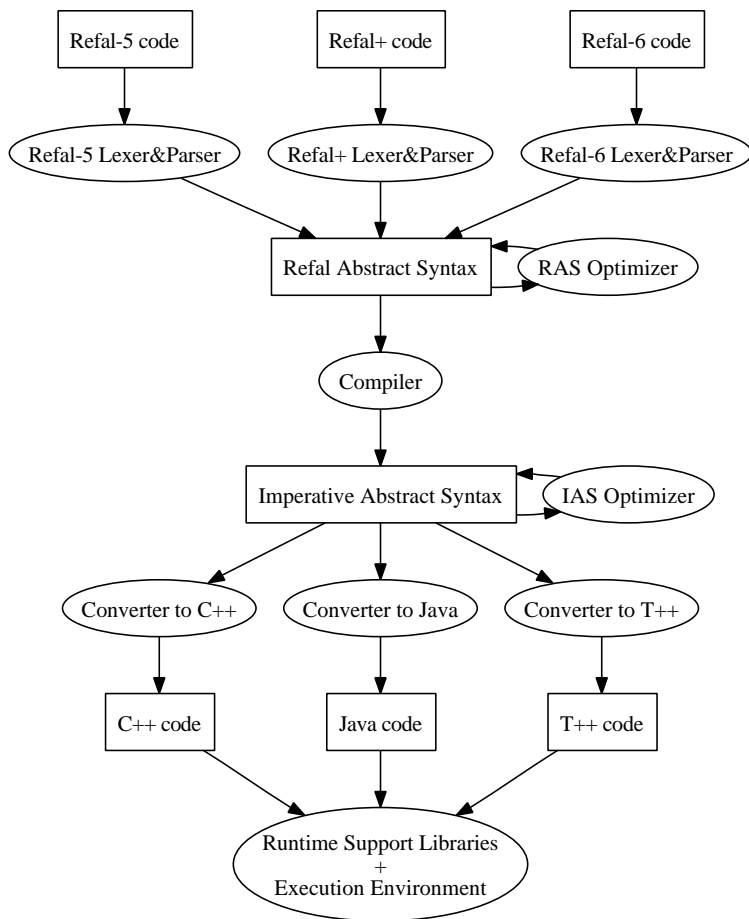 Refal-5 code
Refal+ code
Refal-6 code
Refal-5 Lexer&Parser
Refal+ Lexer&Parser
Refal-6 Lexer&Parser
Refal Abstract Syntax
RAS Optimizer
Compiler
Imperative Abstract Syntax
IAS Optimizer
Converter to C++
Converter to Java
Converter to T++
C++ code
Java code
T++ code
Runtime Support Libraries
+
Execution Environment